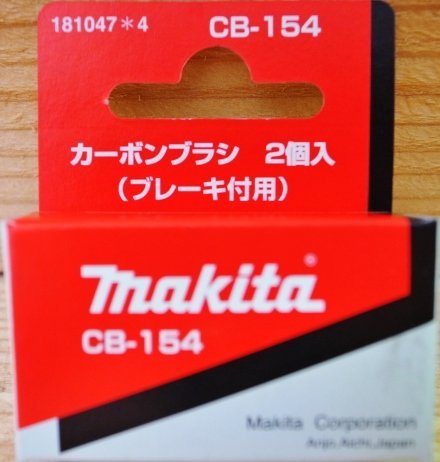 181047*4 CB-154
カーボンブラシ 2個入
(ブレーキ付用)
makita®
CB-154
Makita Corporation
Anjo,Aichi,Japan